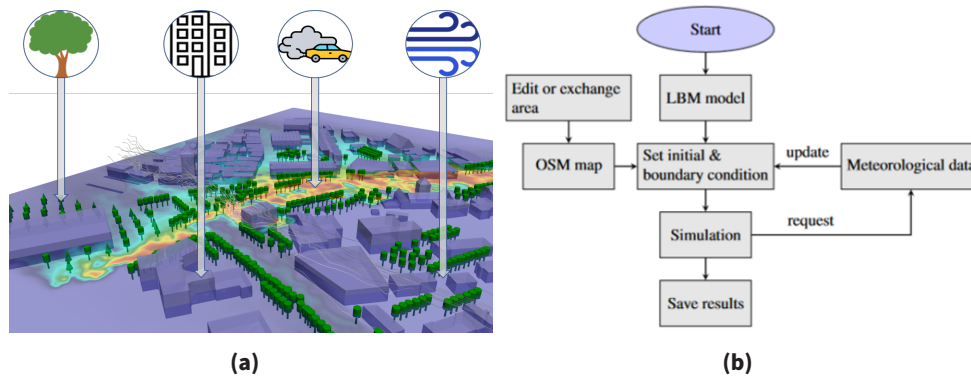 Start
Edit or exchange
area
LBM model
OSM map
Set initial &
boundary condition
update
Meteorological data
Simulation
request
Save results
(a)
(b)